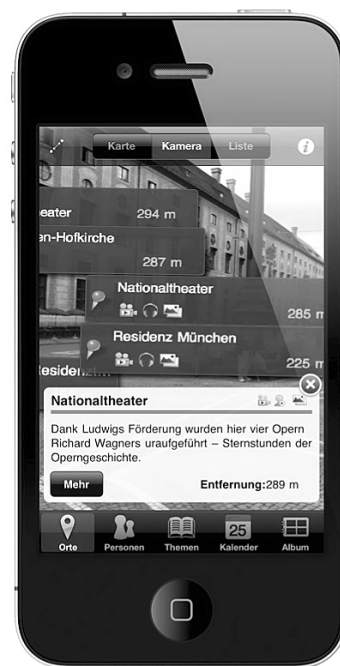 Karte Kamera Liste i
eater 294 m
en-Hofkirche
287 m
Nationaltheater
285 m
Residenz München
225 m
Nationaltheater
Dank Ludwigs Förderung wurden hier vier Opern
Richard Wagners uraufgeführt – Sternstunden der
Operngeschichte.
Mehr Entfernung:289 m
25
Orte Personen Themen Kalender Album